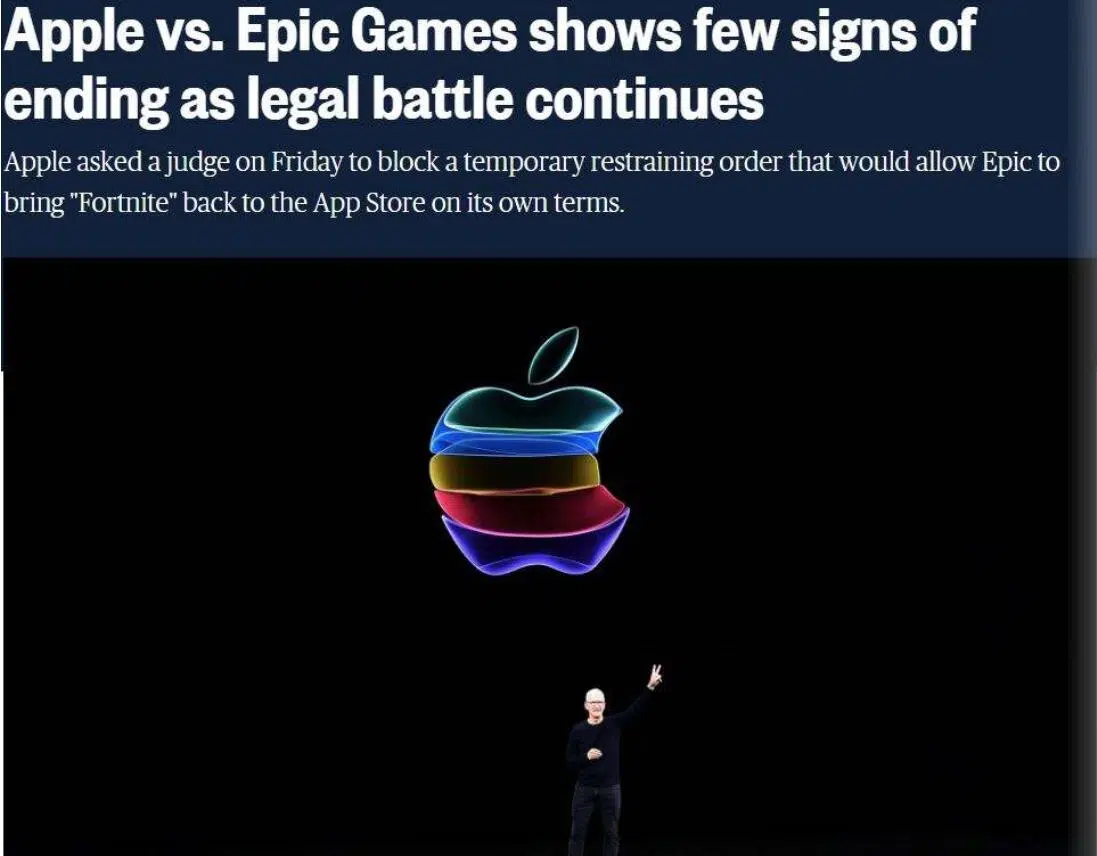 Apple vs. Epic Games shows few signs of
ending as legal battle continues
Apple asked a judge on Friday to block a temporary restraining order that would allow Epic to
bring "Fortnite" back to the App Store on its own terms.